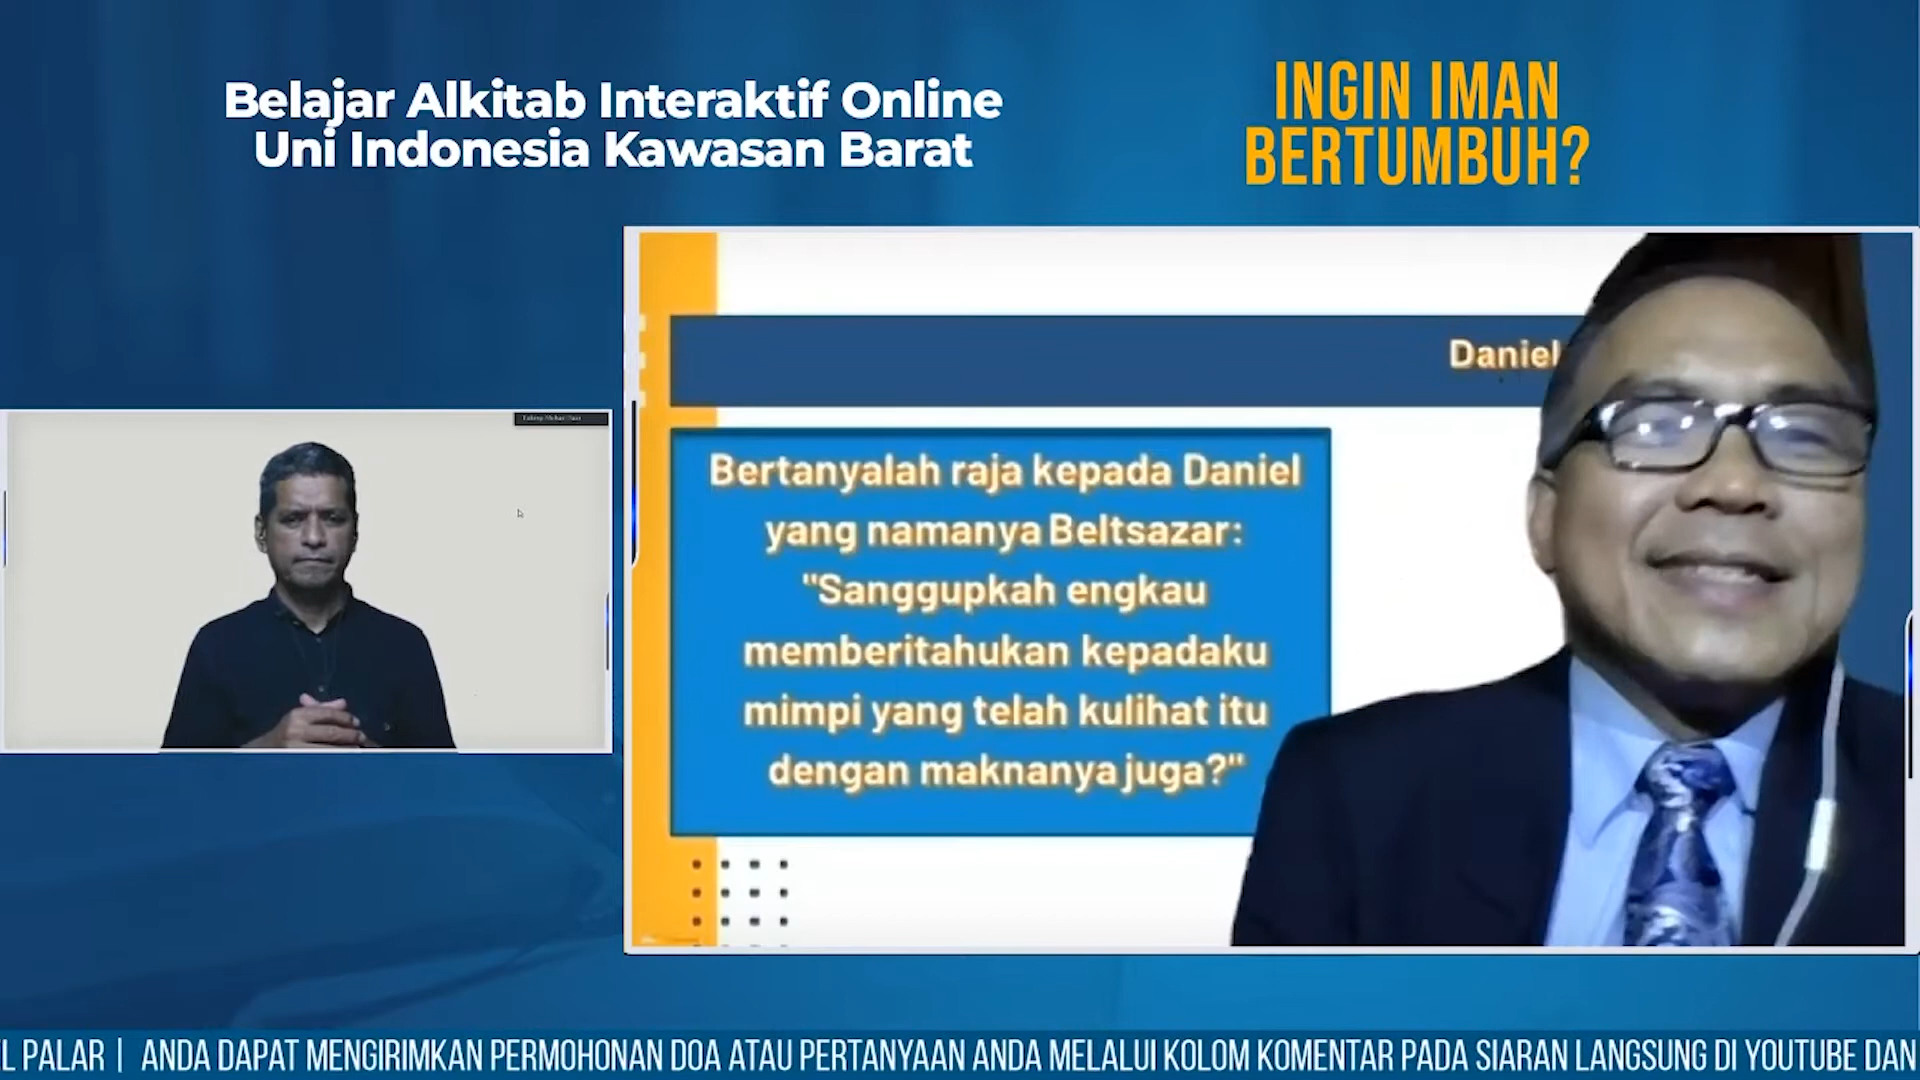 Belajar Alkitab Interaktif Online
Uni Indonesia Kawasan Barat
INGIN IMAN
BERTUMBUH?
Daniel
Bertanyalah raja kepada Daniel
yang namanya Beltsazar:
"Sanggupkah engkau
memberitahukan kepadaku
mimpi yang telah kulihat itu
dengan maknanya juga?"
L PALAR | ANDA DAPAT MENGIRIMKAN PERMOHONAN DOA ATAU PERTANYAAN ANDA MELALUI KOLOM KOMENTAR PADA SIARAN LANGSUNG DI YOUTUBE DAN